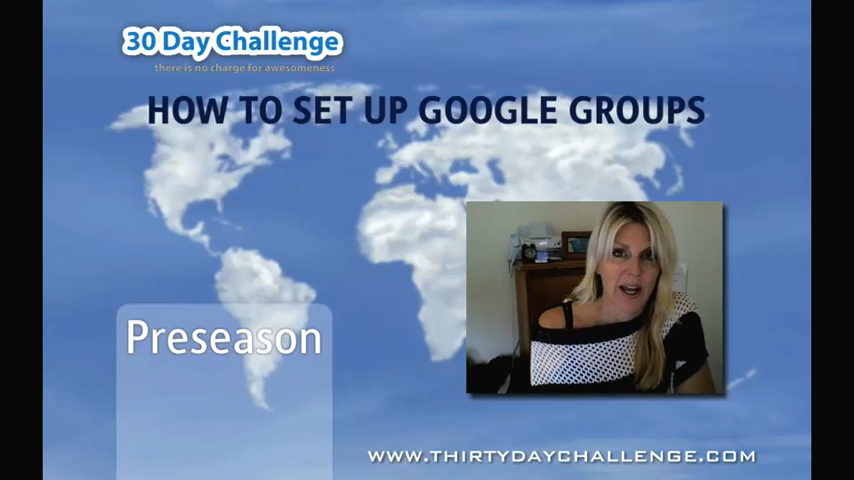 30 Day Challenge
there is no charge for awesomeness
HOW TO SET UP GOOGLE GROUPS
Preseason
WWW.THIRTYDAYCHALLENGE.COM